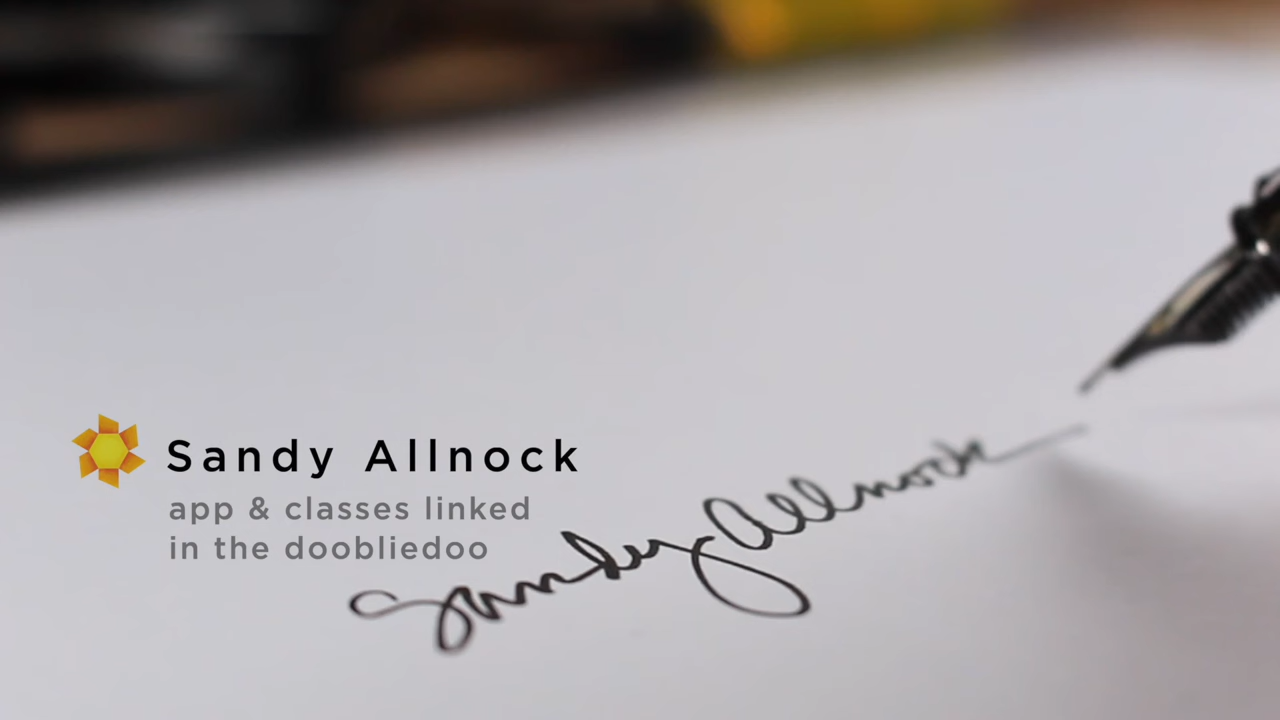 Sandy Allnock
app & classes linked
in the doobliedoo
Sandy Allnock